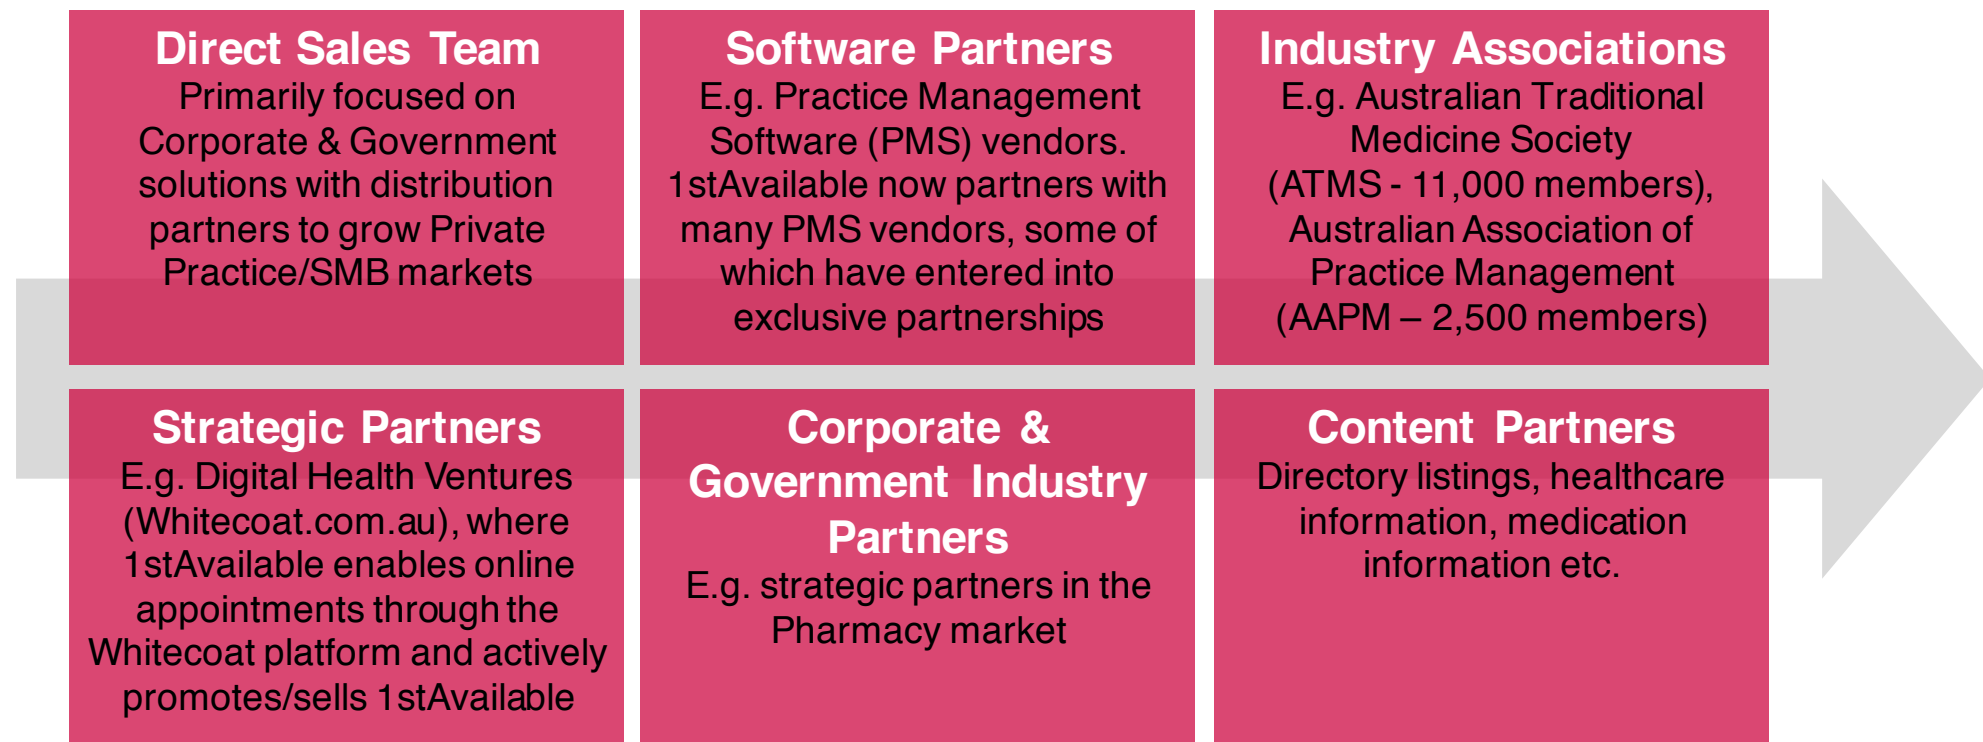 Direct Sales Team
Primarily focused on
Corporate & Government
solutions with distribution
partners to grow Private
Practice/SMB markets
Software Partners
E.g. Practice Management
Software (PMS) vendors.
1stAvailable now partners with
many PMS vendors, some of
which have entered into
exclusive partnerships
Industry Associations
E.g. Australian Traditional
Medicine Society
(ATMS - 11,000 members),
Australian Association of
Practice Management
(AAPM – 2,500 members)
Strategic Partners
E.g. Digital Health Ventures
(Whitecoat.com.au), where
1stAvailable enables online
appointments through the
Whitecoat platform and actively
promotes/sells 1stAvailable
Corporate &
Government Industry
Partners
E.g. strategic partners in the
Pharmacy market
Content Partners
Directory listings, healthcare
information, medication
information etc.